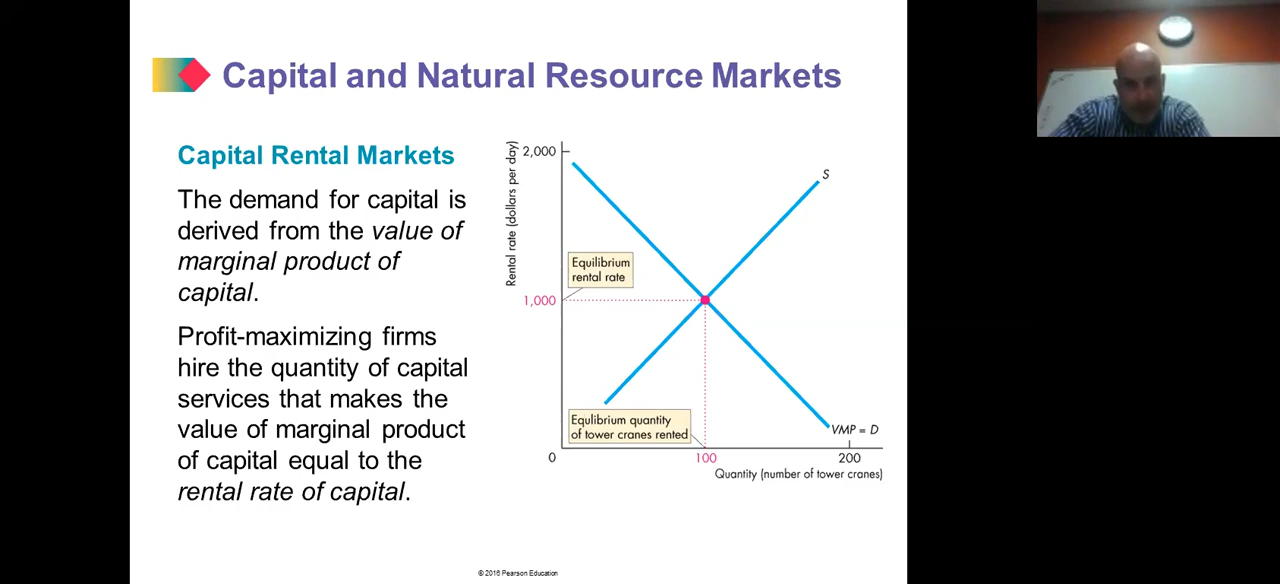 Capital and Natural Resource Markets
Capital Rental Markets
The demand for capital is
derived from the value of
marginal product of
capital.
Profit-maximizing firms
hire the quantity of capital
services that makes the
value of marginal product
of capital equal to the
rental rate of capital.
Rental rate (dollars per day)
2,000
S
Equilibrium
rental rate
1,000
Equlibrium quantity
of tower cranes rented
VMP = D
0
100
200
Quantity (number of tower cranes)
© 2016 Pearson Education